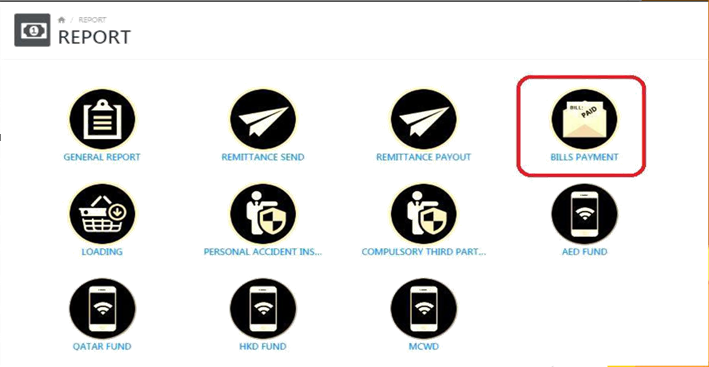 / REPORT
REPORT
GENERAL REPORT
REMITTANCE SEND
REMITTANCE PAYOUT
BILLS
PAID
BILLS PAYMENT
LOADING
PERSONAL ACCIDENT INS...
COMPULSORY THIRD PART...
AED FUND
QATAR FUND
HKD FUND
MCWD